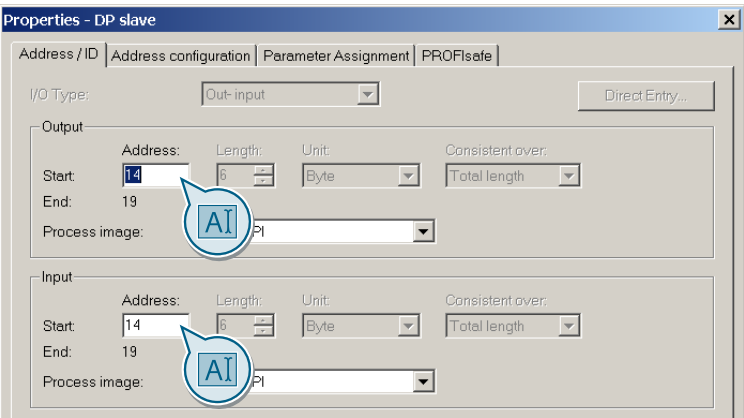 Properties - DP slave
Address / ID Address configuration Parameter Assignment PROFIsafe
I/O Type: Out- input Direct Entry...
Output
Address: Length: Unit: Consistent over:
Start: 14 6 Byte Total length
End: 19
Process image: PI
Input
Address: Length: Unit: Consistent over:
Start: 14 6 Byte Total length
End: 19
Process image: PI